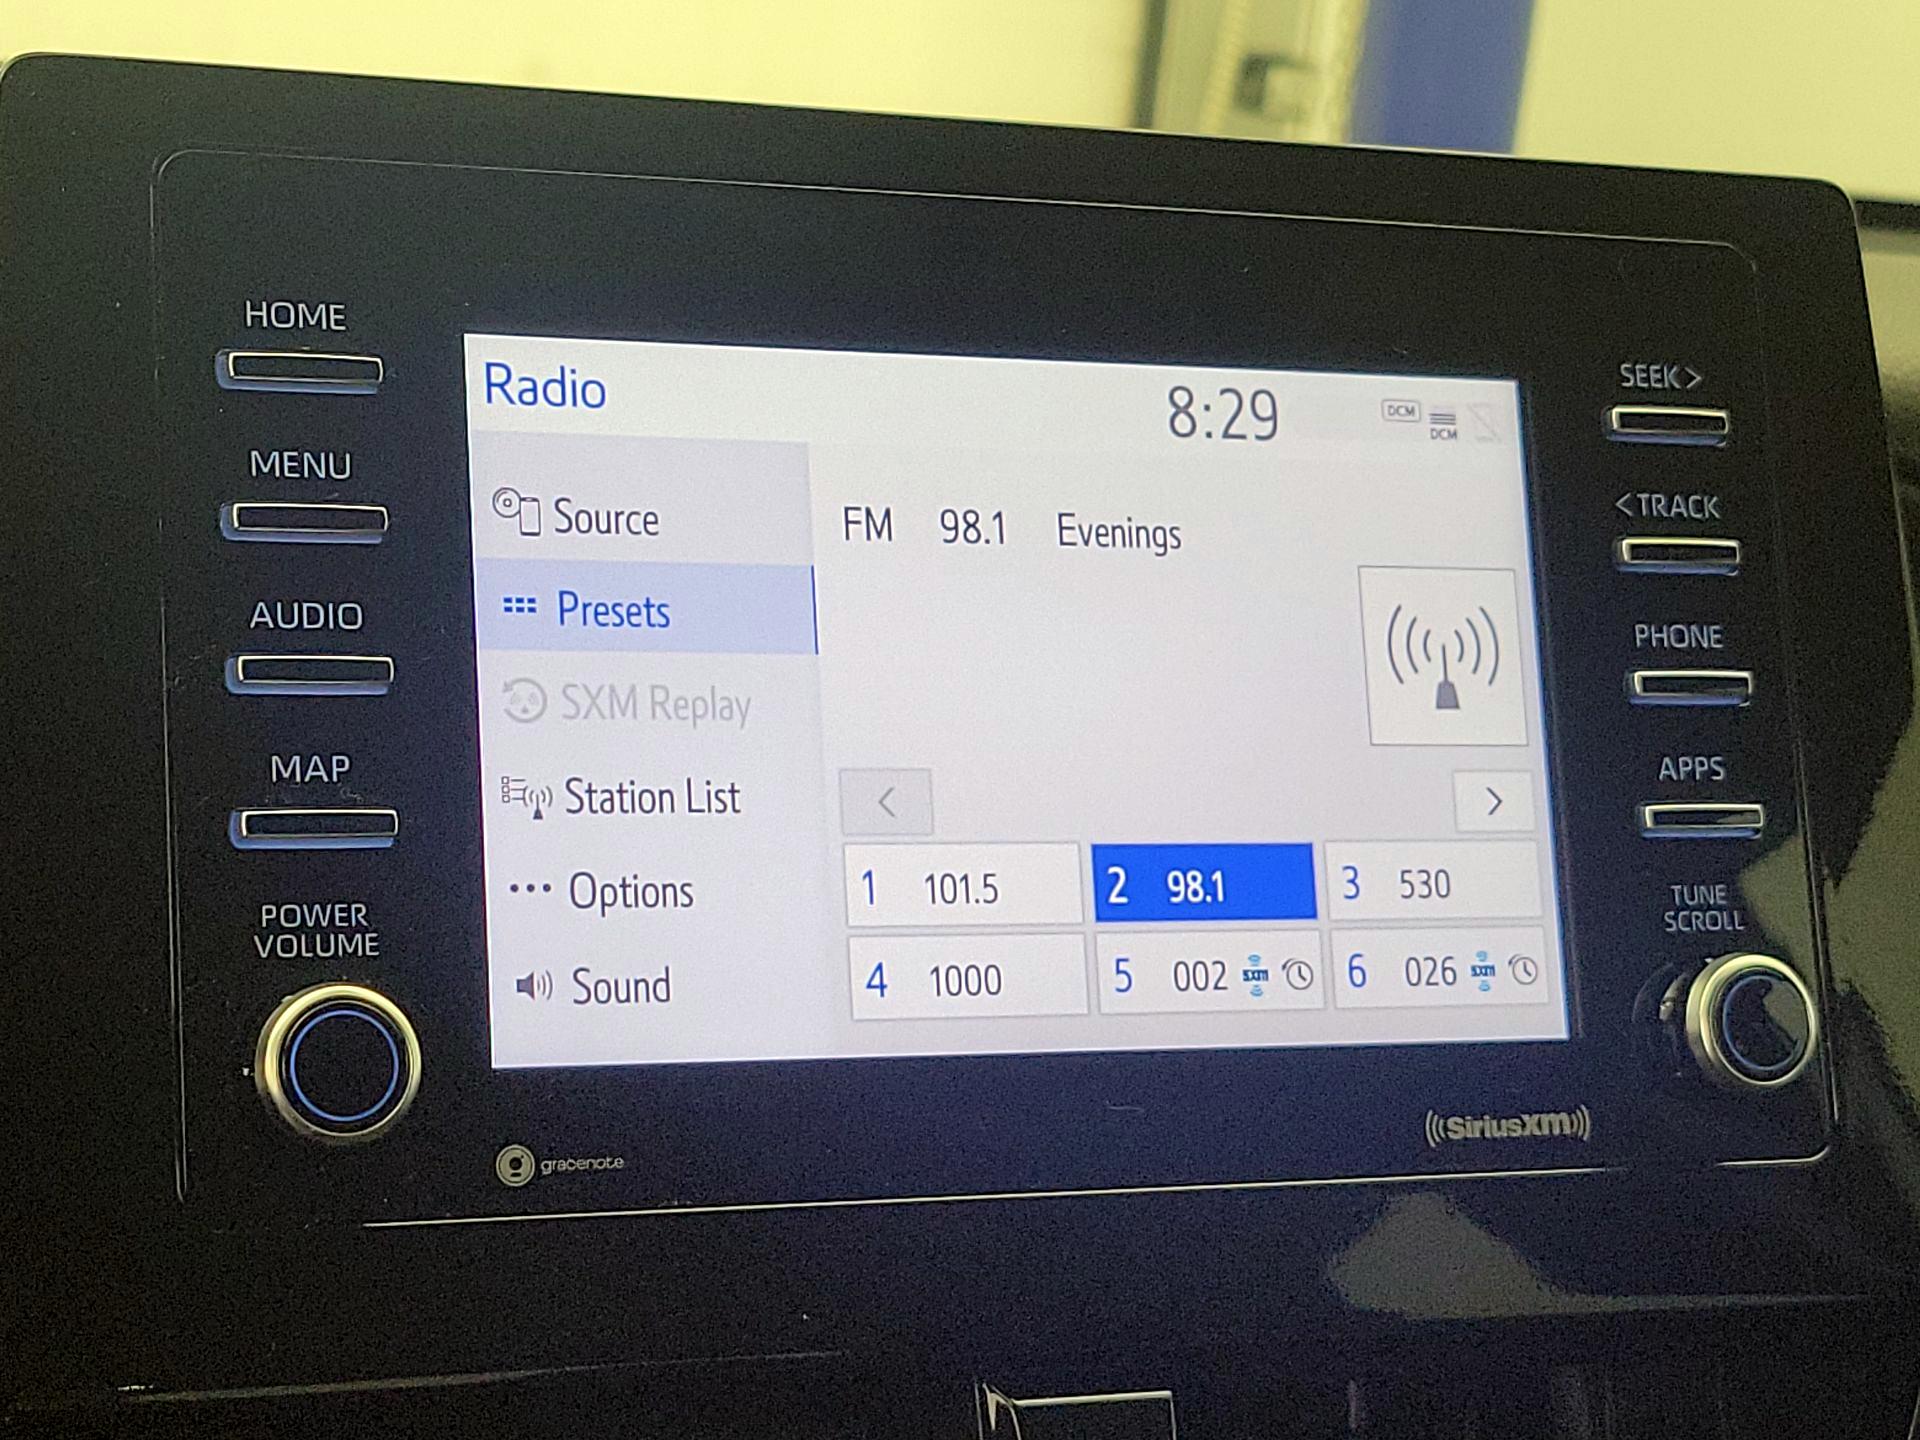 HOME
MENU
AUDIO
MAP
POWER
VOLUME
Radio
8:29
DCM
DCM
Source
Presets
SXM Replay
Station List
Options
Sound
FM 98.1 Evenings
1 101.5
2 98.1
3 530
4 1000
5 002 sxm
6 026 sxm
SEEK >
< TRACK
PHONE
APPS
TUNE
SCROLL
gracenote
((SiriusXM))